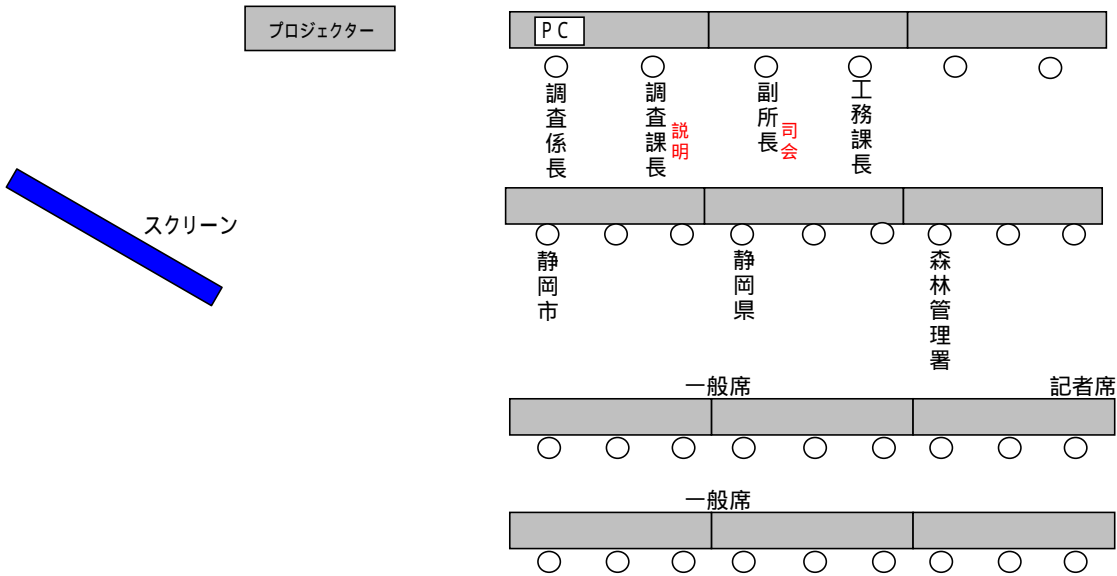 プロジェクター
ＰＣ
調査係長
調査課長
説明
副所長
司会
工務課長
スクリーン
静岡市
静岡県
森林管理署
一般席
記者席
一般席